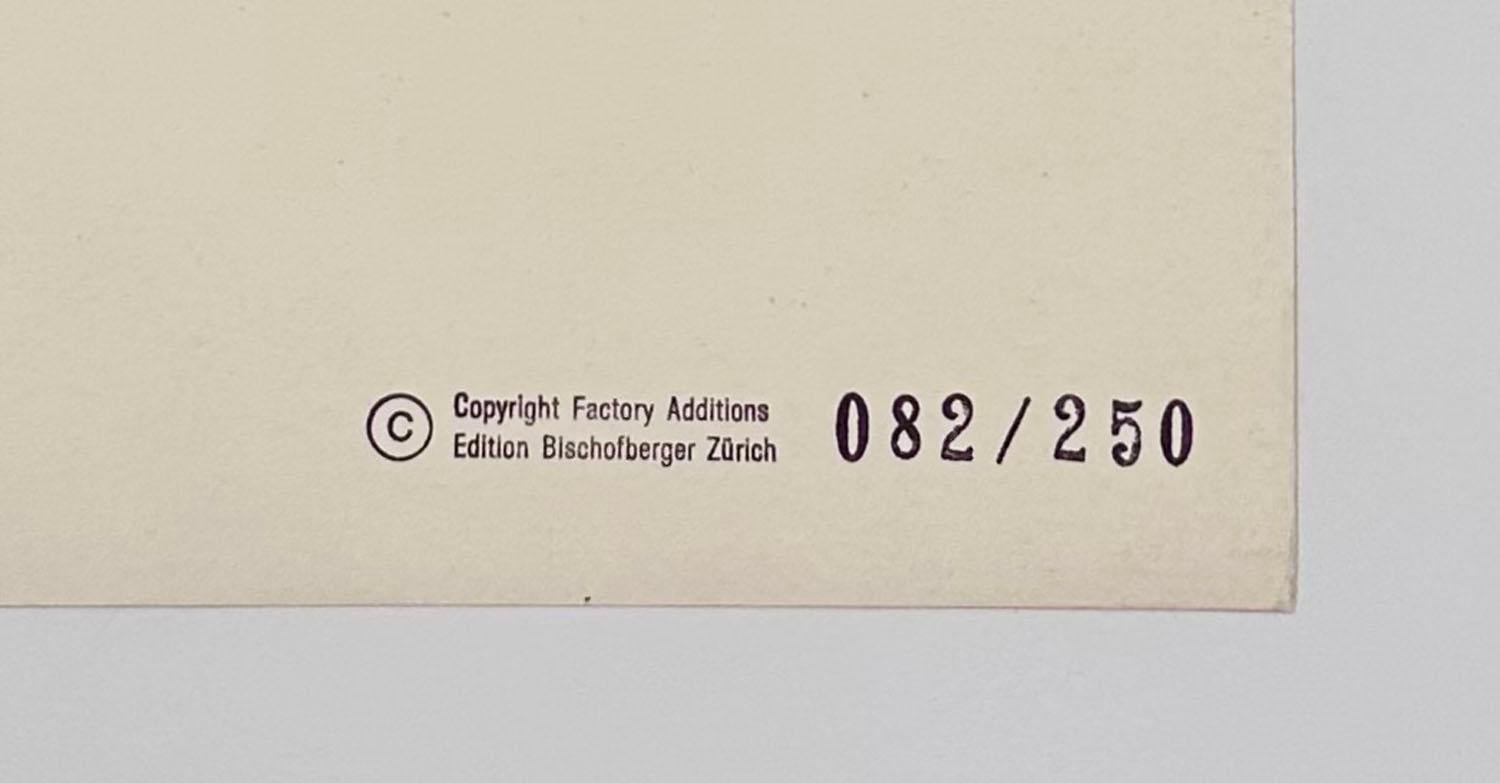 © Copyright Factory Additions
Edition Bischofberger Zürich
082/250